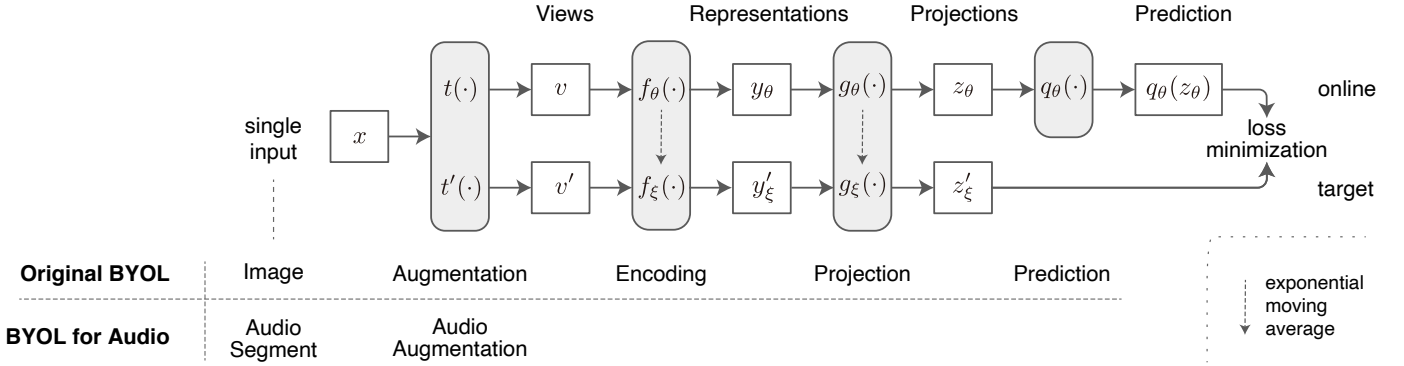 Views Representations Projections Prediction
t(·) v f_θ(·) y_θ g_θ(·) z_θ q_θ(·) q_θ(z_θ) online
single
input
x
loss
minimization
t′(·) v′ f_ξ(·) y′_ξ g_ξ(·) z′_ξ target
Original BYOL Image Augmentation Encoding Projection Prediction
exponential
moving
average
BYOL for Audio Audio
Segment Audio
Augmentation